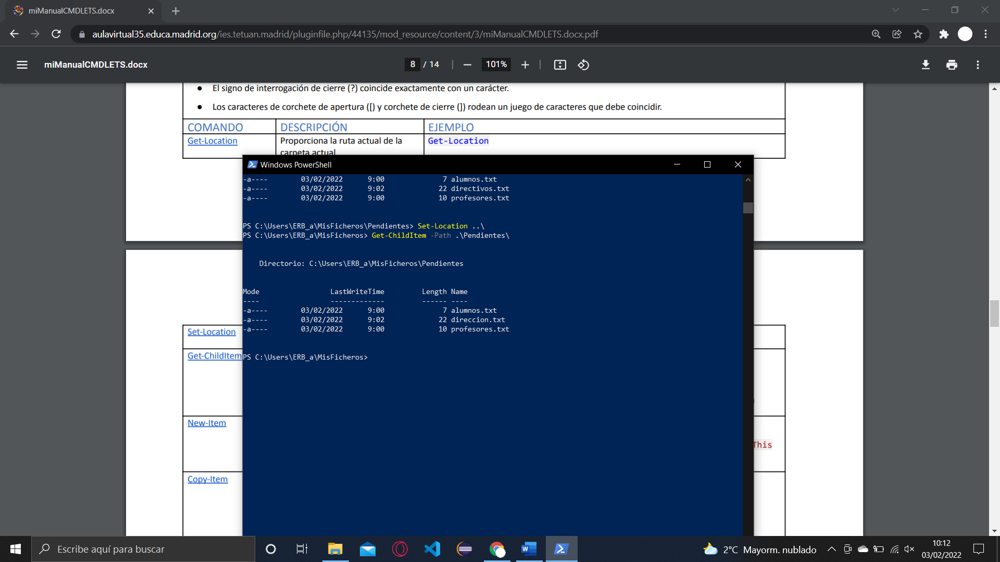 miManualCMDLETS.docx
aulavirtual35.educa.madrid.org/ies.tetuan.madrid/pluginfile.php/44135/mod_resource/content/3/miManualCMDLETS.docx.pdf
miManualCMDLETS.docx
8 / 14
101%
● El signo de interrogación de cierre (?) coincide exactamente con un carácter.
● Los caracteres de corchete de apertura ([) y corchete de cierre (]) rodean un juego de caracteres que debe coincidir.
COMANDO DESCRIPCIÓN EJEMPLO
Get-Location Proporciona la ruta actual de la Get-Location
carpeta actual
Windows PowerShell
-a---- 03/02/2022 9:00 7 alumnos.txt
-a---- 03/02/2022 9:02 22 directivos.txt
-a---- 03/02/2022 9:00 10 profesores.txt
PS C:\Users\ERB_a\MisFicheros\Pendientes> Set-Location ..\
PS C:\Users\ERB_a\MisFicheros> Get-ChildItem -Path .\Pendientes\
Directorio: C:\Users\ERB_a\MisFicheros\Pendientes
Mode LastWriteTime Length Name
---- ------------- ------ ----
-a---- 03/02/2022 9:00 7 alumnos.txt
-a---- 03/02/2022 9:02 22 direccion.txt
-a---- 03/02/2022 9:00 10 profesores.txt
PS C:\Users\ERB_a\MisFicheros>
Set-Location
Get-ChildItem
New-Item
This
Copy-Item
Escribe aquí para buscar
2°C Mayorm. nublado
10:12
03/02/2022